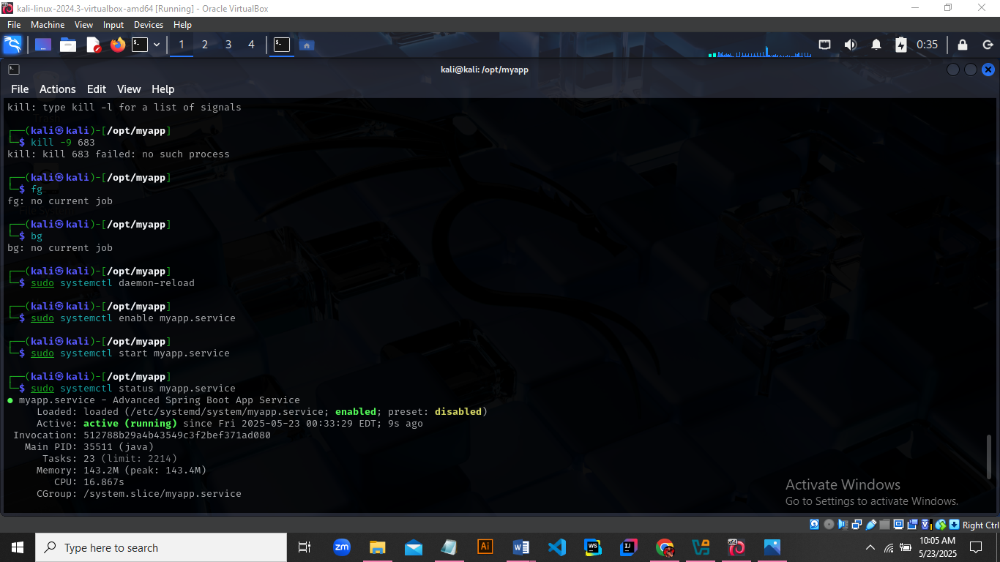 kali-linux-2024.3-virtualbox-amd64 [Running] - Oracle VirtualBox
File Machine View Input Devices Help
1 2 3 4 0:35
kali@kali: /opt/myapp
File Actions Edit View Help
kill: type kill -l for a list of signals
Trash
┌──(kali㉿kali)-[/opt/myapp]
└─$ kill -9 683
kill: kill 683 failed: no such process
┌──(kali㉿kali)-[/opt/myapp]
└─$ fg
fg: no current job
File System
┌──(kali㉿kali)-[/opt/myapp]
└─$ bg
bg: no current job
┌──(kali㉿kali)-[/opt/myapp]
└─$ sudo systemctl daemon-reload
┌──(kali㉿kali)-[/opt/myapp]
└─$ sudo systemctl enable myapp.service
┌──(kali㉿kali)-[/opt/myapp]
└─$ sudo systemctl start myapp.service
┌──(kali㉿kali)-[/opt/myapp]
└─$ sudo systemctl status myapp.service
● myapp.service - Advanced Spring Boot App Service
Loaded: loaded (/etc/systemd/system/myapp.service; enabled; preset: disabled)
Active: active (running) since Fri 2025-05-23 00:33:29 EDT; 9s ago
Invocation: 512788b29a4b43549c3f2bef371ad080
Main PID: 35511 (java)
Tasks: 23 (limit: 2214)
Memory: 143.2M (peak: 143.4M)
CPU: 16.867s
CGroup: /system.slice/myapp.service
Activate Windows
Go to Settings to activate Windows.
Right Ctrl
Type here to search
zm
Ai
W
WS
IJ
x64
10:05 AM
5/23/2025